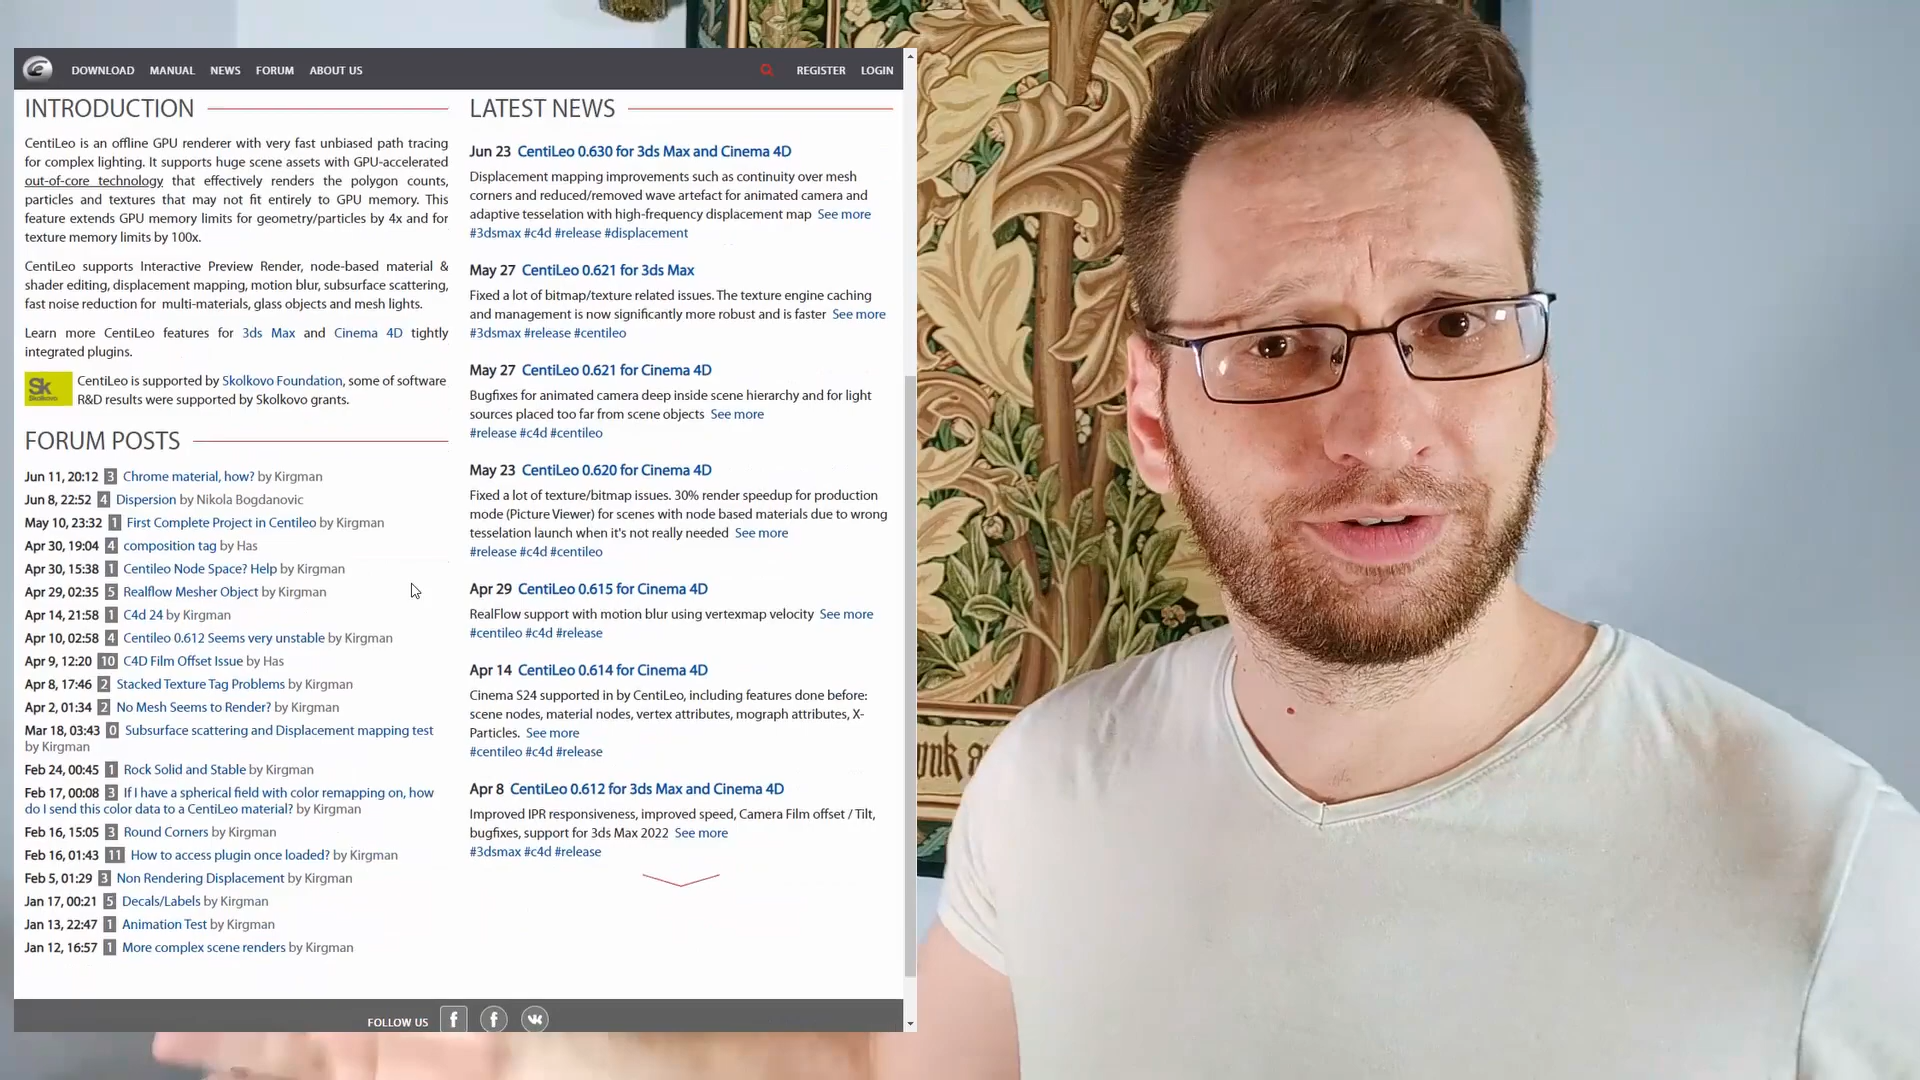 DOWNLOAD MANUAL NEWS FORUM ABOUT US REGISTER LOGIN
INTRODUCTION
CentiLeo is an offline GPU renderer with very fast unbiased path tracing
for complex lighting. It supports huge scene assets with GPU-accelerated
out-of-core technology that effectively renders the polygon counts,
particles and textures that may not fit entirely to GPU memory. This
feature extends GPU memory limits for geometry/particles by 4x and for
texture memory limits by 100x.
CentiLeo supports Interactive Preview Render, node-based material &
shader editing, displacement mapping, motion blur, subsurface scattering,
fast noise reduction for multi-materials, glass objects and mesh lights.
Learn more CentiLeo features for 3ds Max and Cinema 4D tightly
integrated plugins.
Sk
Skolkovo
CentiLeo is supported by Skolkovo Foundation, some of software
R&D results were supported by Skolkovo grants.
FORUM POSTS
Jun 11, 20:12 3 Chrome material, how? by Kirgman
Jun 8, 22:52 4 Dispersion by Nikola Bogdanovic
May 10, 23:32 1 First Complete Project in Centileo by Kirgman
Apr 30, 19:04 4 composition tag by Has
Apr 30, 15:38 1 Centileo Node Space? Help by Kirgman
Apr 29, 02:35 5 Realflow Mesher Object by Kirgman
Apr 14, 21:58 1 C4d 24 by Kirgman
Apr 10, 02:58 4 Centileo 0.612 Seems very unstable by Kirgman
Apr 9, 12:20 10 C4D Film Offset Issue by Has
Apr 8, 17:46 2 Stacked Texture Tag Problems by Kirgman
Apr 2, 01:34 2 No Mesh Seems to Render? by Kirgman
Mar 18, 03:43 0 Subsurface scattering and Displacement mapping test
by Kirgman
Feb 24, 00:45 1 Rock Solid and Stable by Kirgman
Feb 17, 00:08 3 If I have a spherical field with color remapping on, how
do I send this color data to a CentiLeo material? by Kirgman
Feb 16, 15:05 3 Round Corners by Kirgman
Feb 16, 01:43 11 How to access plugin once loaded? by Kirgman
Feb 5, 01:29 3 Non Rendering Displacement by Kirgman
Jan 17, 00:21 5 Decals/Labels by Kirgman
Jan 13, 22:47 1 Animation Test by Kirgman
Jan 12, 16:57 1 More complex scene renders by Kirgman
LATEST NEWS
Jun 23 CentiLeo 0.630 for 3ds Max and Cinema 4D
Displacement mapping improvements such as continuity over mesh
corners and reduced/removed wave artefact for animated camera and
adaptive tesselation with high-frequency displacement map See more
#3dsmax #c4d #release #displacement
May 27 CentiLeo 0.621 for 3ds Max
Fixed a lot of bitmap/texture related issues. The texture engine caching
and management is now significantly more robust and is faster See more
#3dsmax #release #centileo
May 27 CentiLeo 0.621 for Cinema 4D
Bugfixes for animated camera deep inside scene hierarchy and for light
sources placed too far from scene objects See more
#release #c4d #centileo
May 23 CentiLeo 0.620 for Cinema 4D
Fixed a lot of texture/bitmap issues. 30% render speedup for production
mode (Picture Viewer) for scenes with node based materials due to wrong
tesselation launch when it's not really needed See more
#release #c4d #centileo
Apr 29 CentiLeo 0.615 for Cinema 4D
RealFlow support with motion blur using vertexmap velocity See more
#centileo #c4d #release
Apr 14 CentiLeo 0.614 for Cinema 4D
Cinema S24 supported in by CentiLeo, including features done before:
scene nodes, material nodes, vertex attributes, mograph attributes, X-
Particles. See more
#centileo #c4d #release
Apr 8 CentiLeo 0.612 for 3ds Max and Cinema 4D
Improved IPR responsiveness, improved speed, Camera Film offset / Tilt,
bugfixes, support for 3ds Max 2022 See more
#3dsmax #c4d #release
FOLLOW US